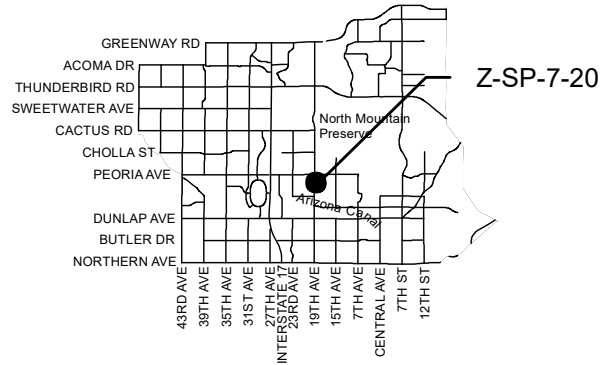 GREENWAY RD
ACOMA DR
THUNDERBIRD RD
SWEETWATER AVE
CACTUS RD
CHOLLA ST
PEORIA AVE
DUNLAP AVE
BUTLER DR
NORTHERN AVE
Z-SP-7-20
North Mountain
Preserve
Arizona Canal
43RD AVE
39TH AVE
35TH AVE
31ST AVE
27TH AVE
INTERSTATE 17
23RD AVE
19TH AVE
15TH AVE
7TH AVE
CENTRAL AVE
7TH ST
12TH ST